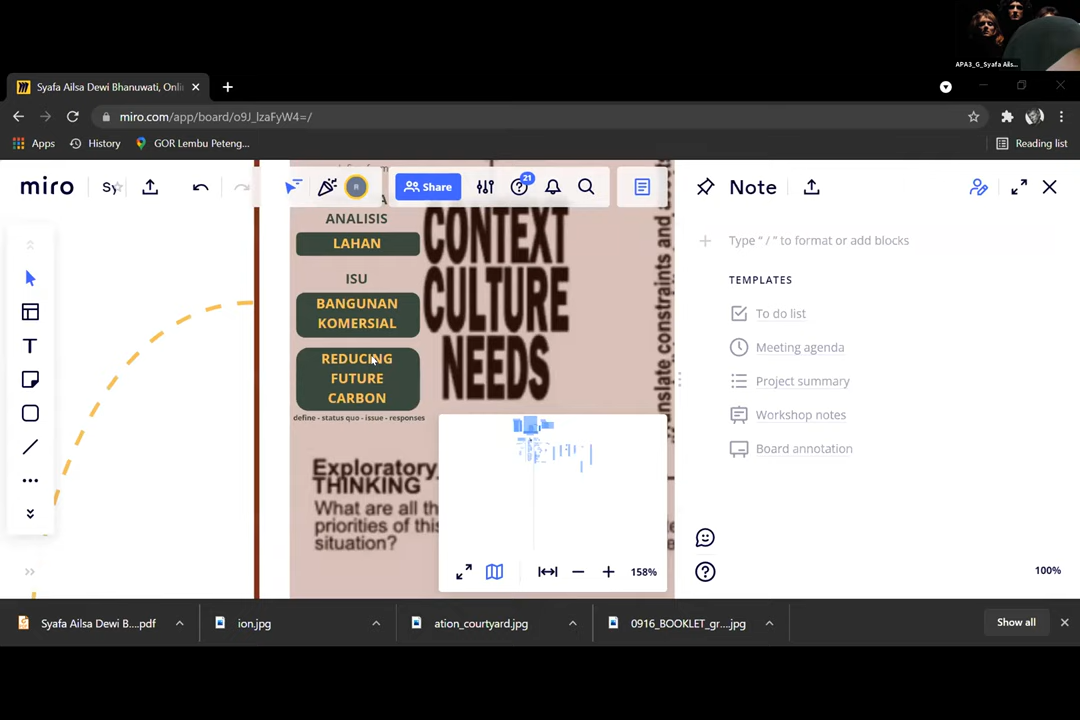 APA3_G_Syafa Ails...
Syafa Ailsa Dewi Bhanuwati, Onli
miro.com/app/board/o9J_lzaFyW4=/
Apps
History
GOR Lembu Peteng...
Reading list
miro
Sy
Share
21
R
Note
ANALISIS
LAHAN
ISU
BANGUNAN
KOMERSIAL
REDUCING
FUTURE
CARBON
define - status quo - issue - responses
CONTEXT
CULTURE
NEEDS
nslate constraints and
Exploratory
THINKING
What are all th
priorities of this
situation?
158%
Type “ / ” to format or add blocks
TEMPLATES
To do list
Meeting agenda
Project summary
Workshop notes
Board annotation
100%
Syafa Ailsa Dewi B....pdf
ion.jpg
ation_courtyard.jpg
0916_BOOKLET_gr....jpg
Show all